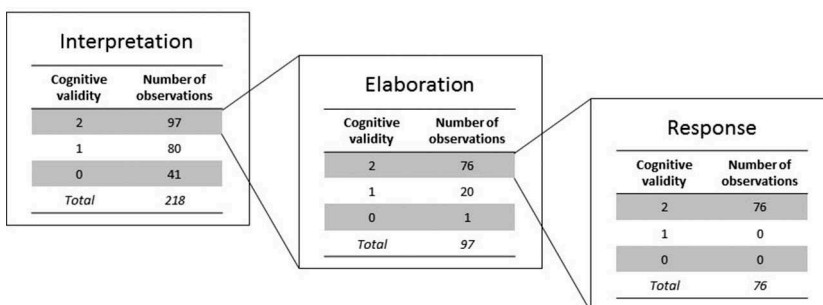 Interpretation
Cognitive validity Number of observations
2 97
1 80
0 41
Total 218
Elaboration
Cognitive validity Number of observations
2 76
1 20
0 1
Total 97
Response
Cognitive validity Number of observations
2 76
1 0
0 0
Total 76